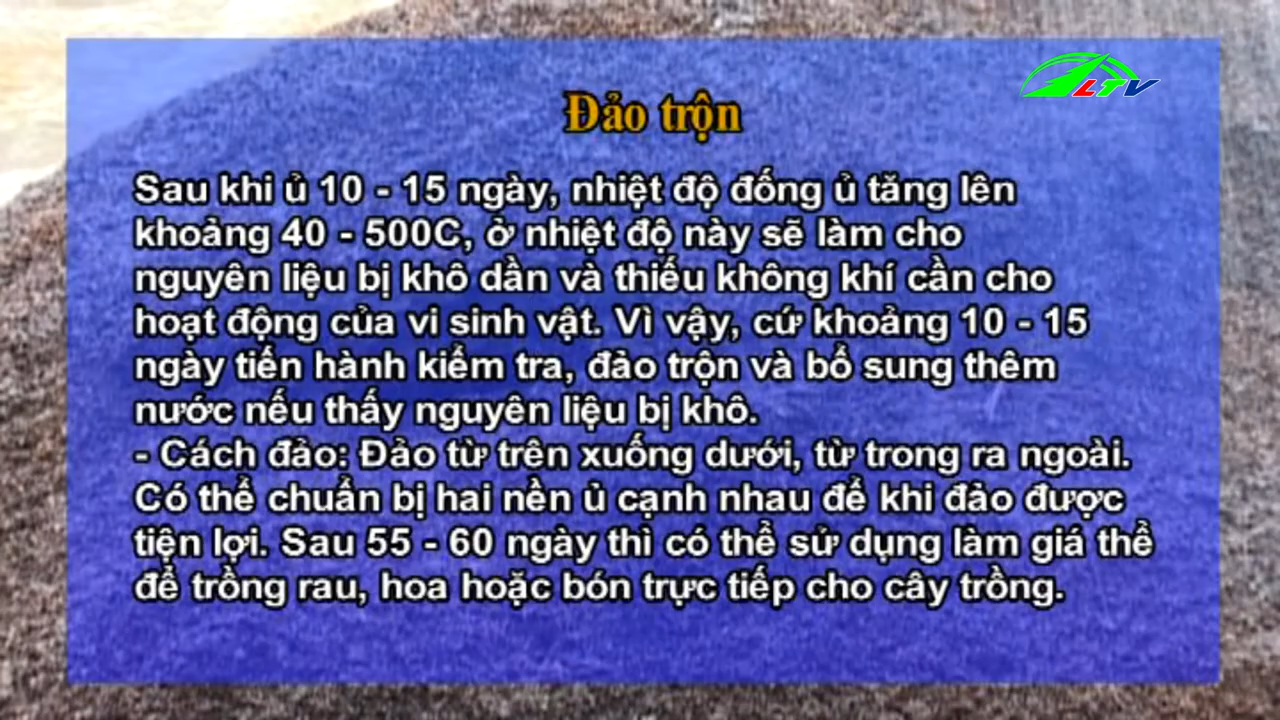 LTV
Đảo trộn
Sau khi ủ 10 - 15 ngày, nhiệt độ đống ủ tăng lên
khoảng 40 - 500C, ở nhiệt độ này sẽ làm cho
nguyên liệu bị khô dần và thiếu không khí cần cho
hoạt động của vi sinh vật. Vì vậy, cứ khoảng 10 - 15
ngày tiến hành kiểm tra, đảo trộn và bổ sung thêm
nước nếu thấy nguyên liệu bị khô.
- Cách đảo: Đảo từ trên xuống dưới, từ trong ra ngoài.
Có thể chuẩn bị hai nền ủ cạnh nhau để khi đảo được
tiện lợi. Sau 55 - 60 ngày thì có thể sử dụng làm giá thể
để trồng rau, hoa hoặc bón trực tiếp cho cây trồng.